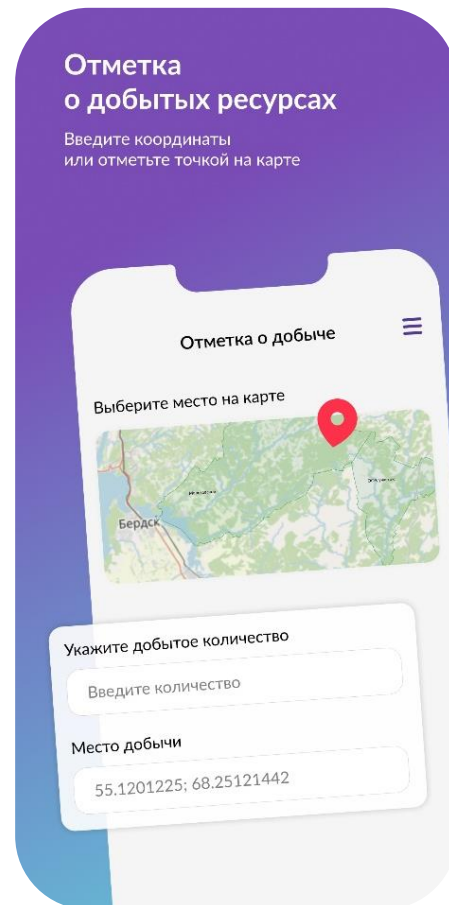 Отметка
о добытых ресурсах
Введите координаты
или отметьте точкой на карте
Отметка о добыче
Выберите место на карте
Бердск
Укажите добытое количество
Введите количество
Место добычи
55.1201225; 68.25121442